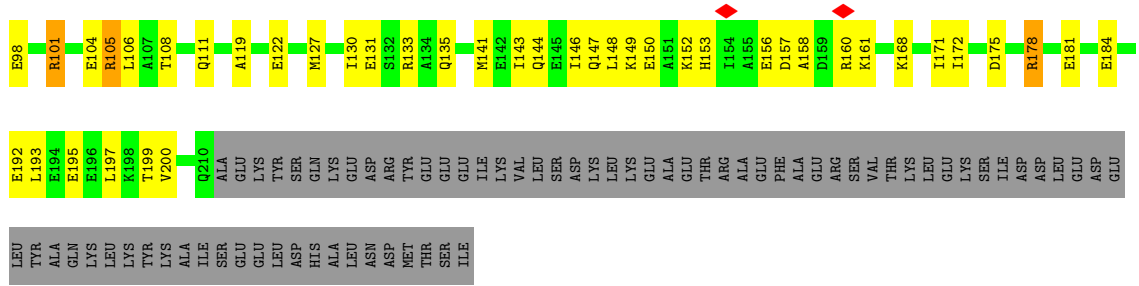 E98 R101 E104 R105 L106 A107 T108 Q111 A119 E122 M127 I130 E131 S132 R133 A134 Q135 M141 E142 I143 Q144 E145 I146 Q147 L148 K149 E150 A151 K152 H153 I154 A155 E156 D157 A158 D159 R160 K161 K168 I171 I172 D175 R178 E181 E184
E192 L193 E194 E195 E196 L197 K198 T199 V200 Q210 ALA GLU LYS TYR SER GLN LYS GLU ASP ARG TYR GLU GLU GLU ILE LYS VAL LEU SER ASP LYS LEU LYS GLU ALA GLU THR ARG ALA GLU PHE ALA GLU ARG SER VAL THR LYS LEU GLU LYS SER ILE ASP ASP LEU GLU ASP GLU
LEU TYR ALA GLN LYS LEU LYS TYR LYS ALA ILE SER GLU GLU LEU ASP HIS ALA LEU ASN ASP MET THR SER ILE